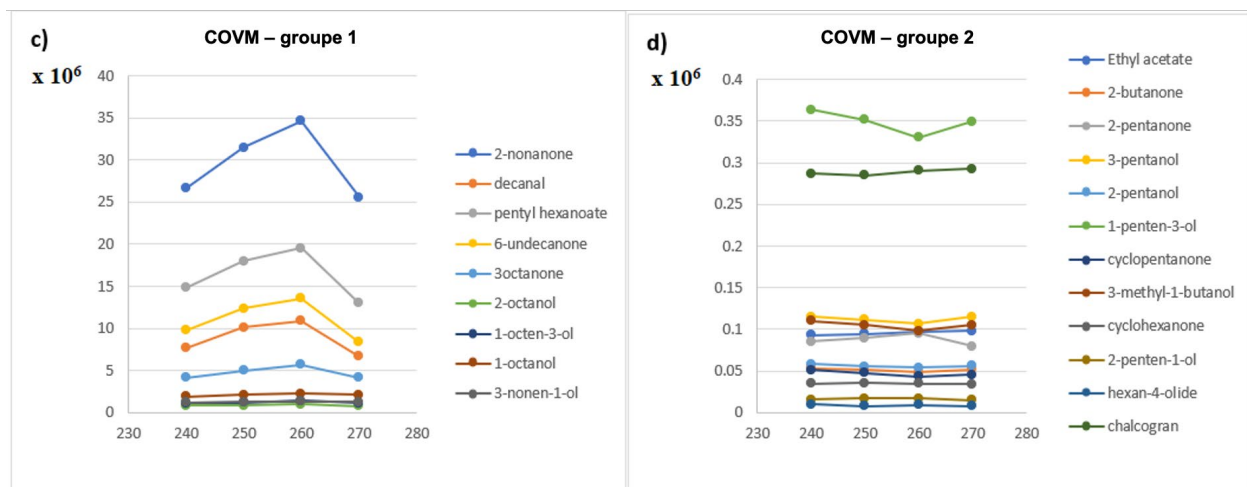 c)
COVM – groupe 1
x 10⁶
40
35
30
25
20
15
10
5
0
230 240 250 260 270 280
2-nonanone
decanal
pentyl hexanoate
6-undecanone
3octanone
2-octanol
1-octen-3-ol
1-octanol
3-nonen-1-ol
d)
COVM – groupe 2
x 10⁶
0.4
0.35
0.3
0.25
0.2
0.15
0.1
0.05
0
230 240 250 260 270 280
Ethyl acetate
2-butanone
2-pentanone
3-pentanol
2-pentanol
1-penten-3-ol
cyclopentanone
3-methyl-1-butanol
cyclohexanone
2-penten-1-ol
hexan-4-olide
chalcogran